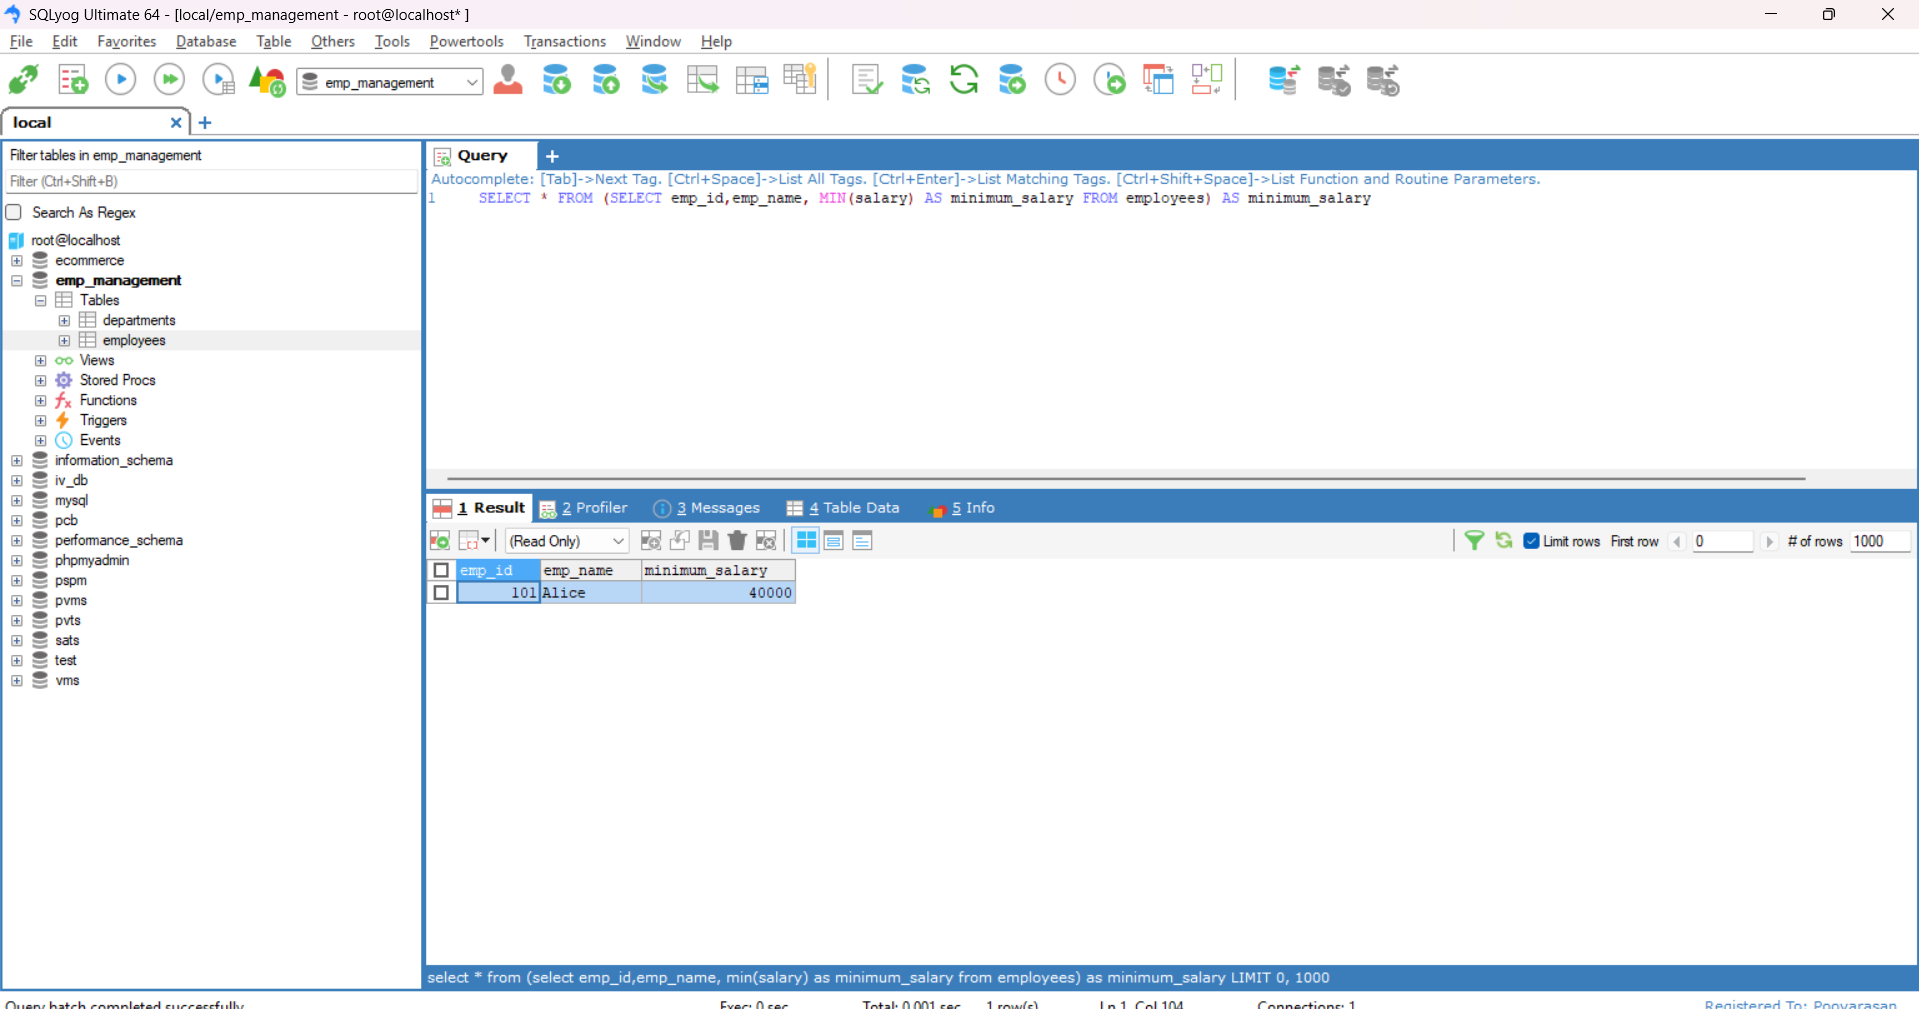 SQLyog Ultimate 64 - [local/emp_management - root@localhost* ]
File Edit Favorites Database Table Others Tools Powertools Transactions Window Help
emp_management
local
Filter tables in emp_management
Filter (Ctrl+Shift+B)
Search As Regex
root@localhost
ecommerce
emp_management
Tables
departments
employees
Views
Stored Procs
Functions
Triggers
Events
information_schema
iv_db
mysql
pcb
performance_schema
phpmyadmin
pspm
pvms
pvts
sats
test
vms
Query
Autocomplete: [Tab]->Next Tag. [Ctrl+Space]->List All Tags. [Ctrl+Enter]->List Matching Tags. [Ctrl+Shift+Space]->List Function and Routine Parameters.
1 SELECT * FROM (SELECT emp_id,emp_name, MIN(salary) AS minimum_salary FROM employees) AS minimum_salary
1 Result 2 Profiler 3 Messages 4 Table Data 5 Info
(Read Only) Limit rows First row 0 # of rows 1000
emp_id emp_name minimum_salary
101 Alice 40000
select * from (select emp_id,emp_name, min(salary) as minimum_salary from employees) as minimum_salary LIMIT 0, 1000
Query batch completed successfully Exec: 0 sec Total: 0.001 sec 1 row(s) Ln 1, Col 104 Connections: 1 Registered To: Pooyarasan